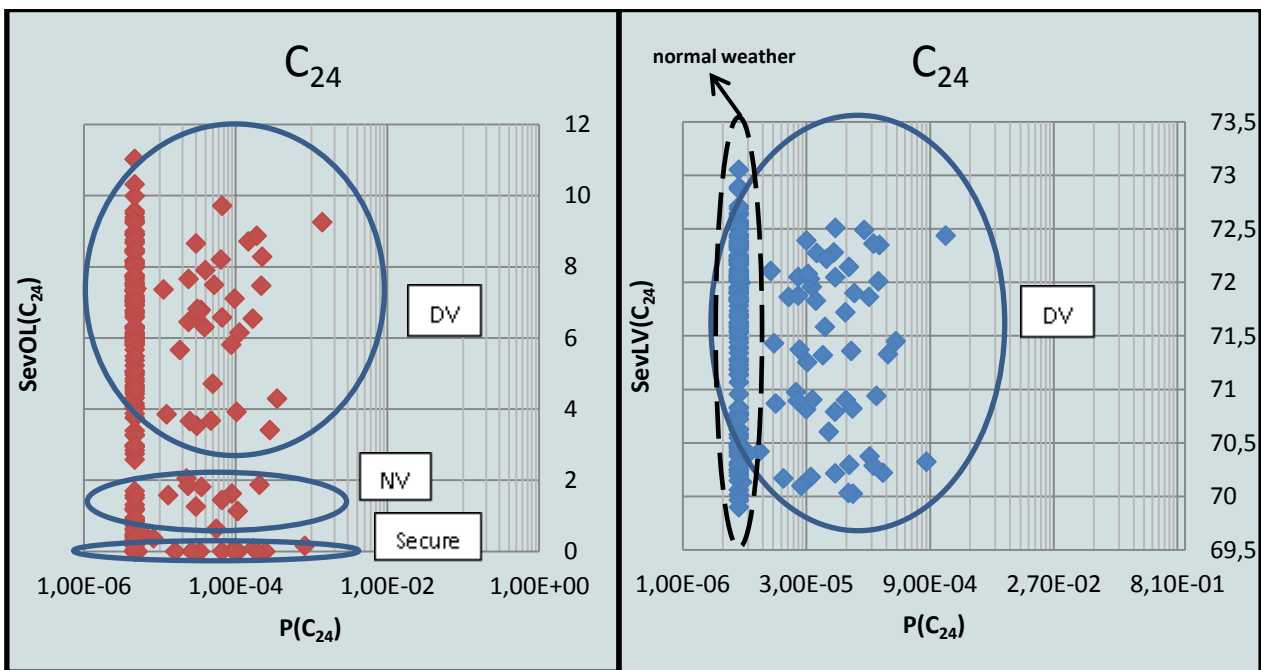 C24
SevOL(C24)
12
10
8
6
4
2
0
DV
NV
Secure
1,00E-06 1,00E-04 1,00E-02 1,00E+00
P(C24)
normal weather
C24
SevLV(C24)
73,5
73
72,5
72
71,5
71
70,5
70
69,5
DV
1,00E-06 3,00E-05 9,00E-04 2,70E-02 8,10E-01
P(C24)